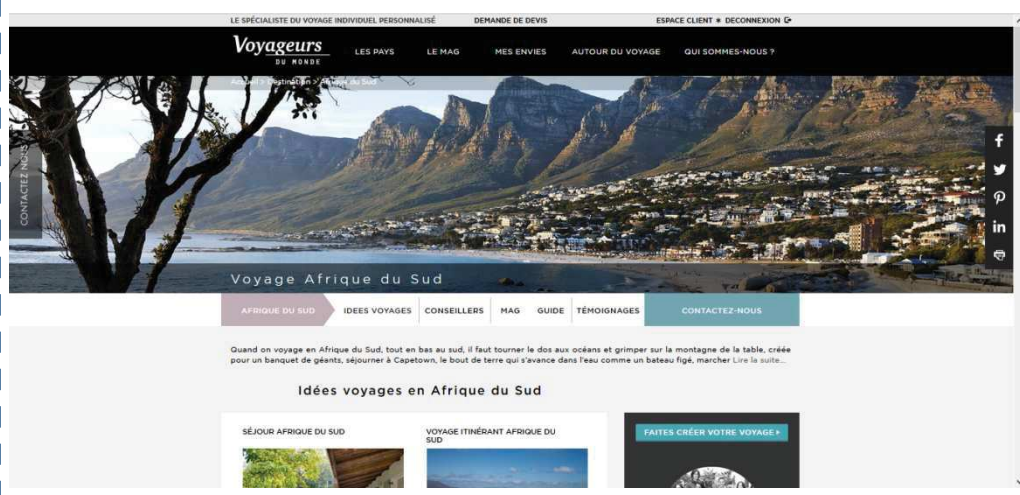 LE SPÉCIALISTE DU VOYAGE INDIVIDUEL PERSONNALISÉ DEMANDE DE DEVIS ESPACE CLIENT DECONNEXION
Voyageurs
DU MONDE
LES PAYS LE MAG MES ENVIES AUTOUR DU VOYAGE QUI SOMMES-NOUS ?
Accueil > Destination > Afrique du Sud
CONTACTEZ NOUS
Voyage Afrique du Sud
AFRIQUE DU SUD IDEES VOYAGES CONSEILLERS MAG GUIDE TÉMOIGNAGES CONTACTEZ-NOUS
Quand on voyage en Afrique du Sud, tout en bas au sud, il faut tourner le dos aux océans et grimper sur la montagne de la table, créée
pour un banquet de géants, séjourner à Capetown, le bout de terre qui s'avance dans l'eau comme un bateau figé, marcher Lire la suite...
Idées voyages en Afrique du Sud
SÉJOUR AFRIQUE DU SUD
VOYAGE ITINÉRANT AFRIQUE DU
SUD
FAITES CRÉER VOTRE VOYAGE